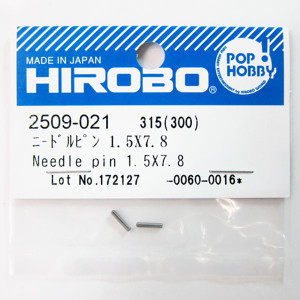 MADE IN JAPAN
HIROBO®
POP!
HOBBY
2509-021 315(300)
ニードルピン 1.5X7.8
Needle pin 1.5X7.8
Lot No.172127 -0060-0016*